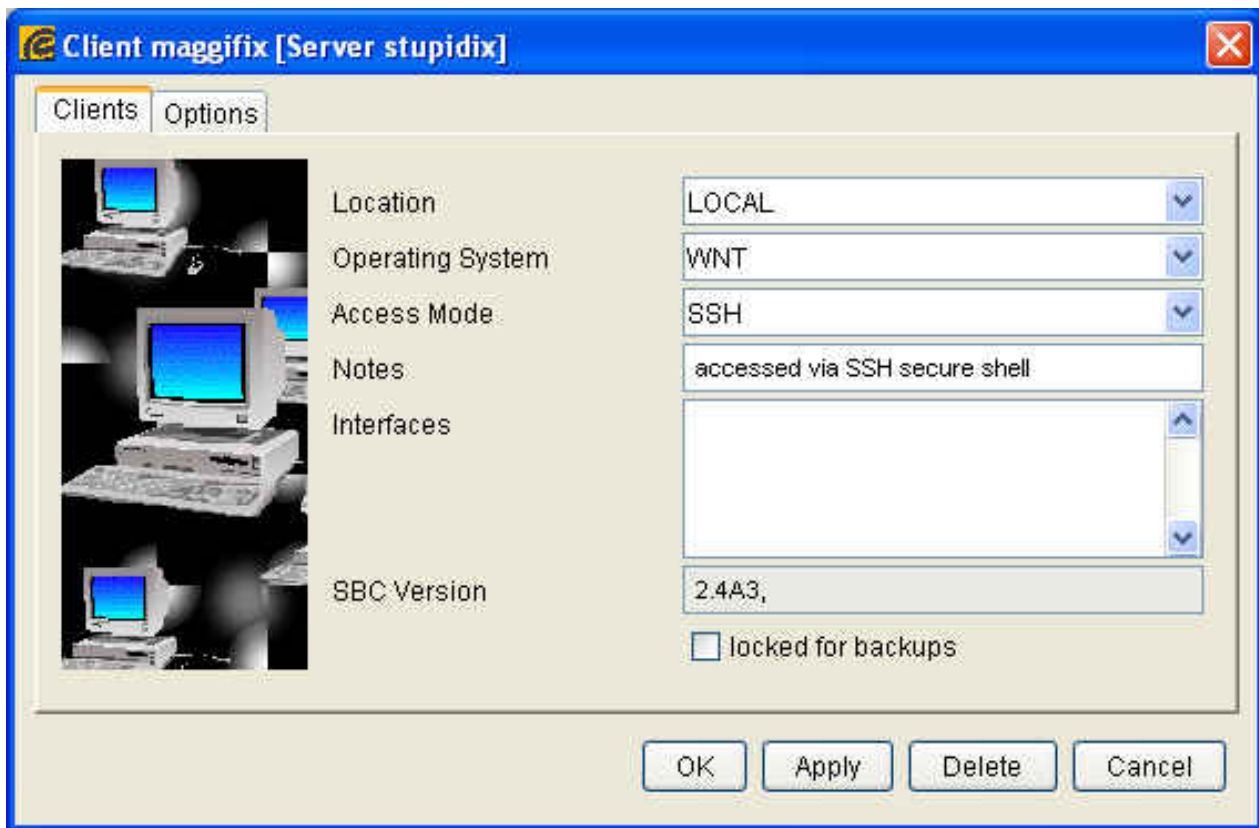 Client maggifix [Server stupidix]
Clients Options
Location LOCAL
Operating System WNT
Access Mode SSH
Notes accessed via SSH secure shell
Interfaces
SBC Version 2.4A3,
locked for backups
OK Apply Delete Cancel